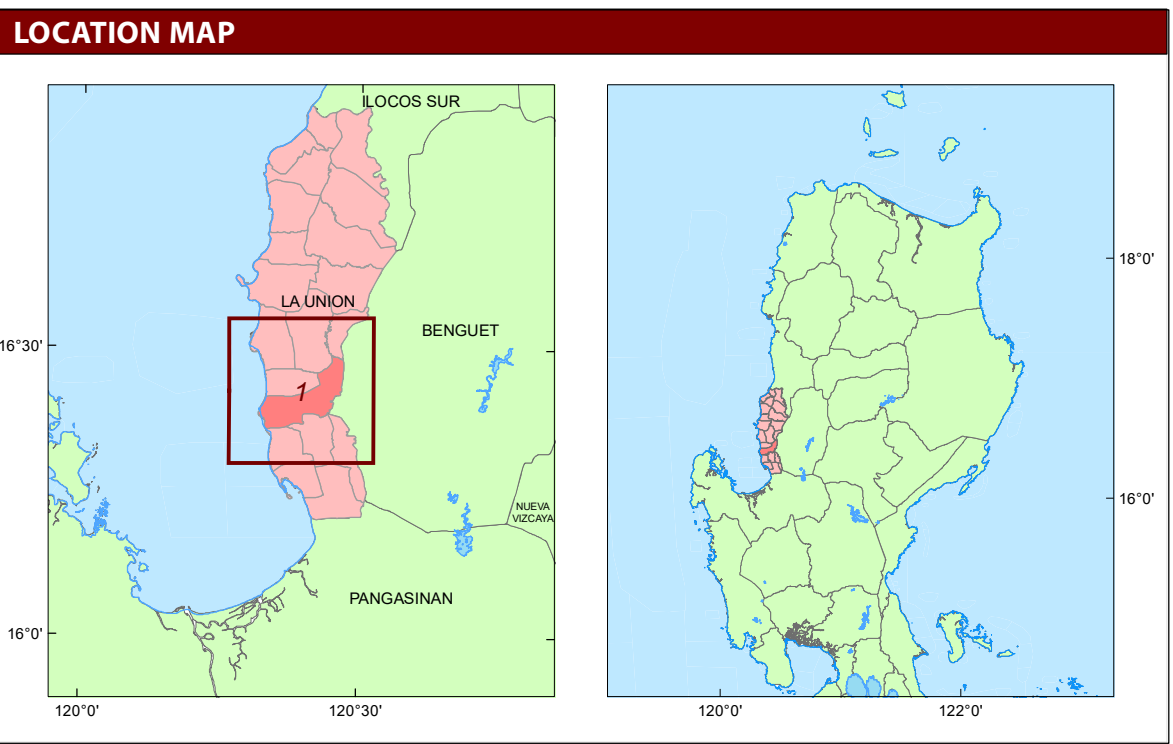 LOCATION MAP
ILOCOS SUR
LA UNION
BENGUET
16°30'
1
NUEVA
VIZCAYA
PANGASINAN
16°0'
120°0'
120°30'
18°0'
16°0'
120°0'
122°0'